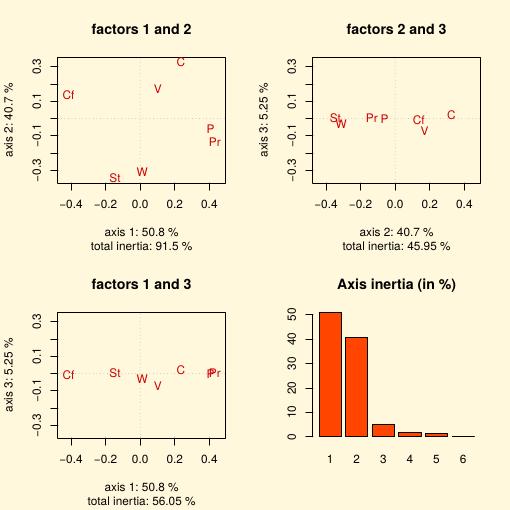 factors 1 and 2
0.3
0.1
−0.1
−0.3
axis 2: 40.7 %
C
V
Cf
P
Pr
W
St
−0.4 −0.2 0.0 0.2 0.4
axis 1: 50.8 %
total inertia: 91.5 %
factors 2 and 3
0.3
0.1
−0.1
−0.3
axis 3: 5.25 %
St W Pr P Cf V C
−0.4 −0.2 0.0 0.2 0.4
axis 2: 40.7 %
total inertia: 45.95 %
factors 1 and 3
0.3
0.1
−0.1
−0.3
axis 3: 5.25 %
Cf St W V C P Pr
−0.4 −0.2 0.0 0.2 0.4
axis 1: 50.8 %
total inertia: 56.05 %
Axis inertia (in %)
50
40
30
20
10
0
1 2 3 4 5 6